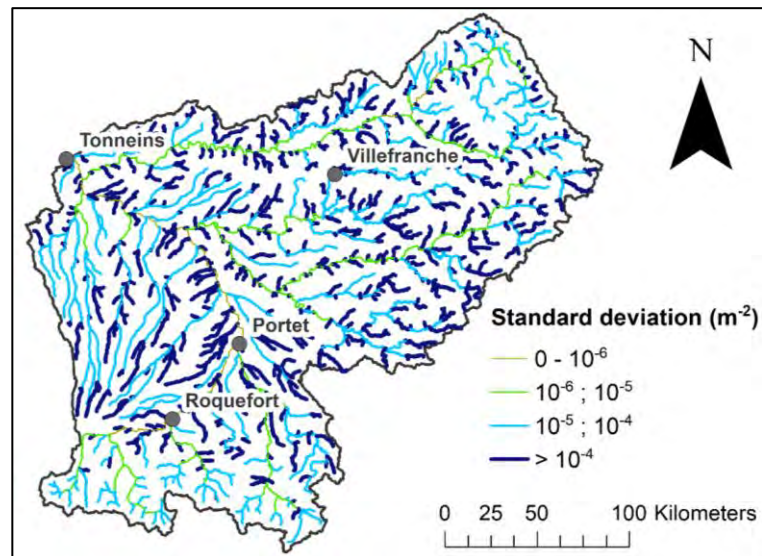 N
Tonneins
Villefranche
Portet
Roquefort
Standard deviation (m⁻²)
0 - 10⁻⁶
10⁻⁶ ; 10⁻⁵
10⁻⁵ ; 10⁻⁴
> 10⁻⁴
0 25 50 100 Kilometers